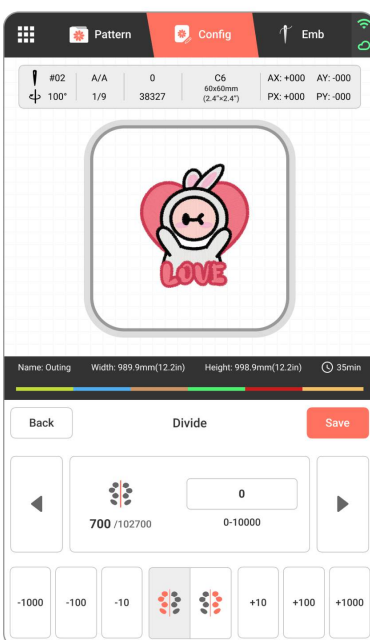 Pattern Config Emb
#02 A/A 0 C6 AX: +000 AY: -000
60x60mm
100° 1/9 38327 (2.4"×2.4") PX: +000 PY: -000
LOVE
Name: Outing Width: 989.9mm(12.2in) Height: 998.9mm(12.2in) 35min
Back Divide Save
0
700 /102700 0-10000
-1000 -100 -10 +10 +100 +1000